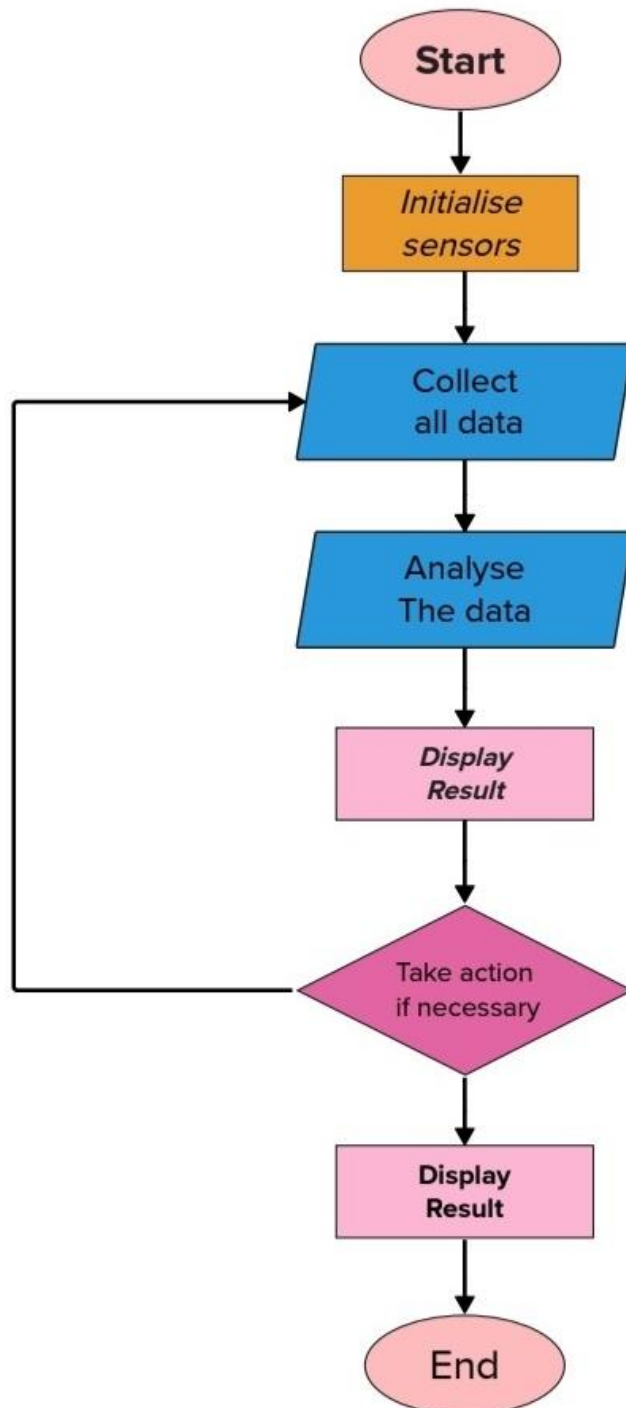 Start
Initialise
sensors
Collect
all data
Analyse
The data
Display
Result
Take action
if necessary
Display
Result
End